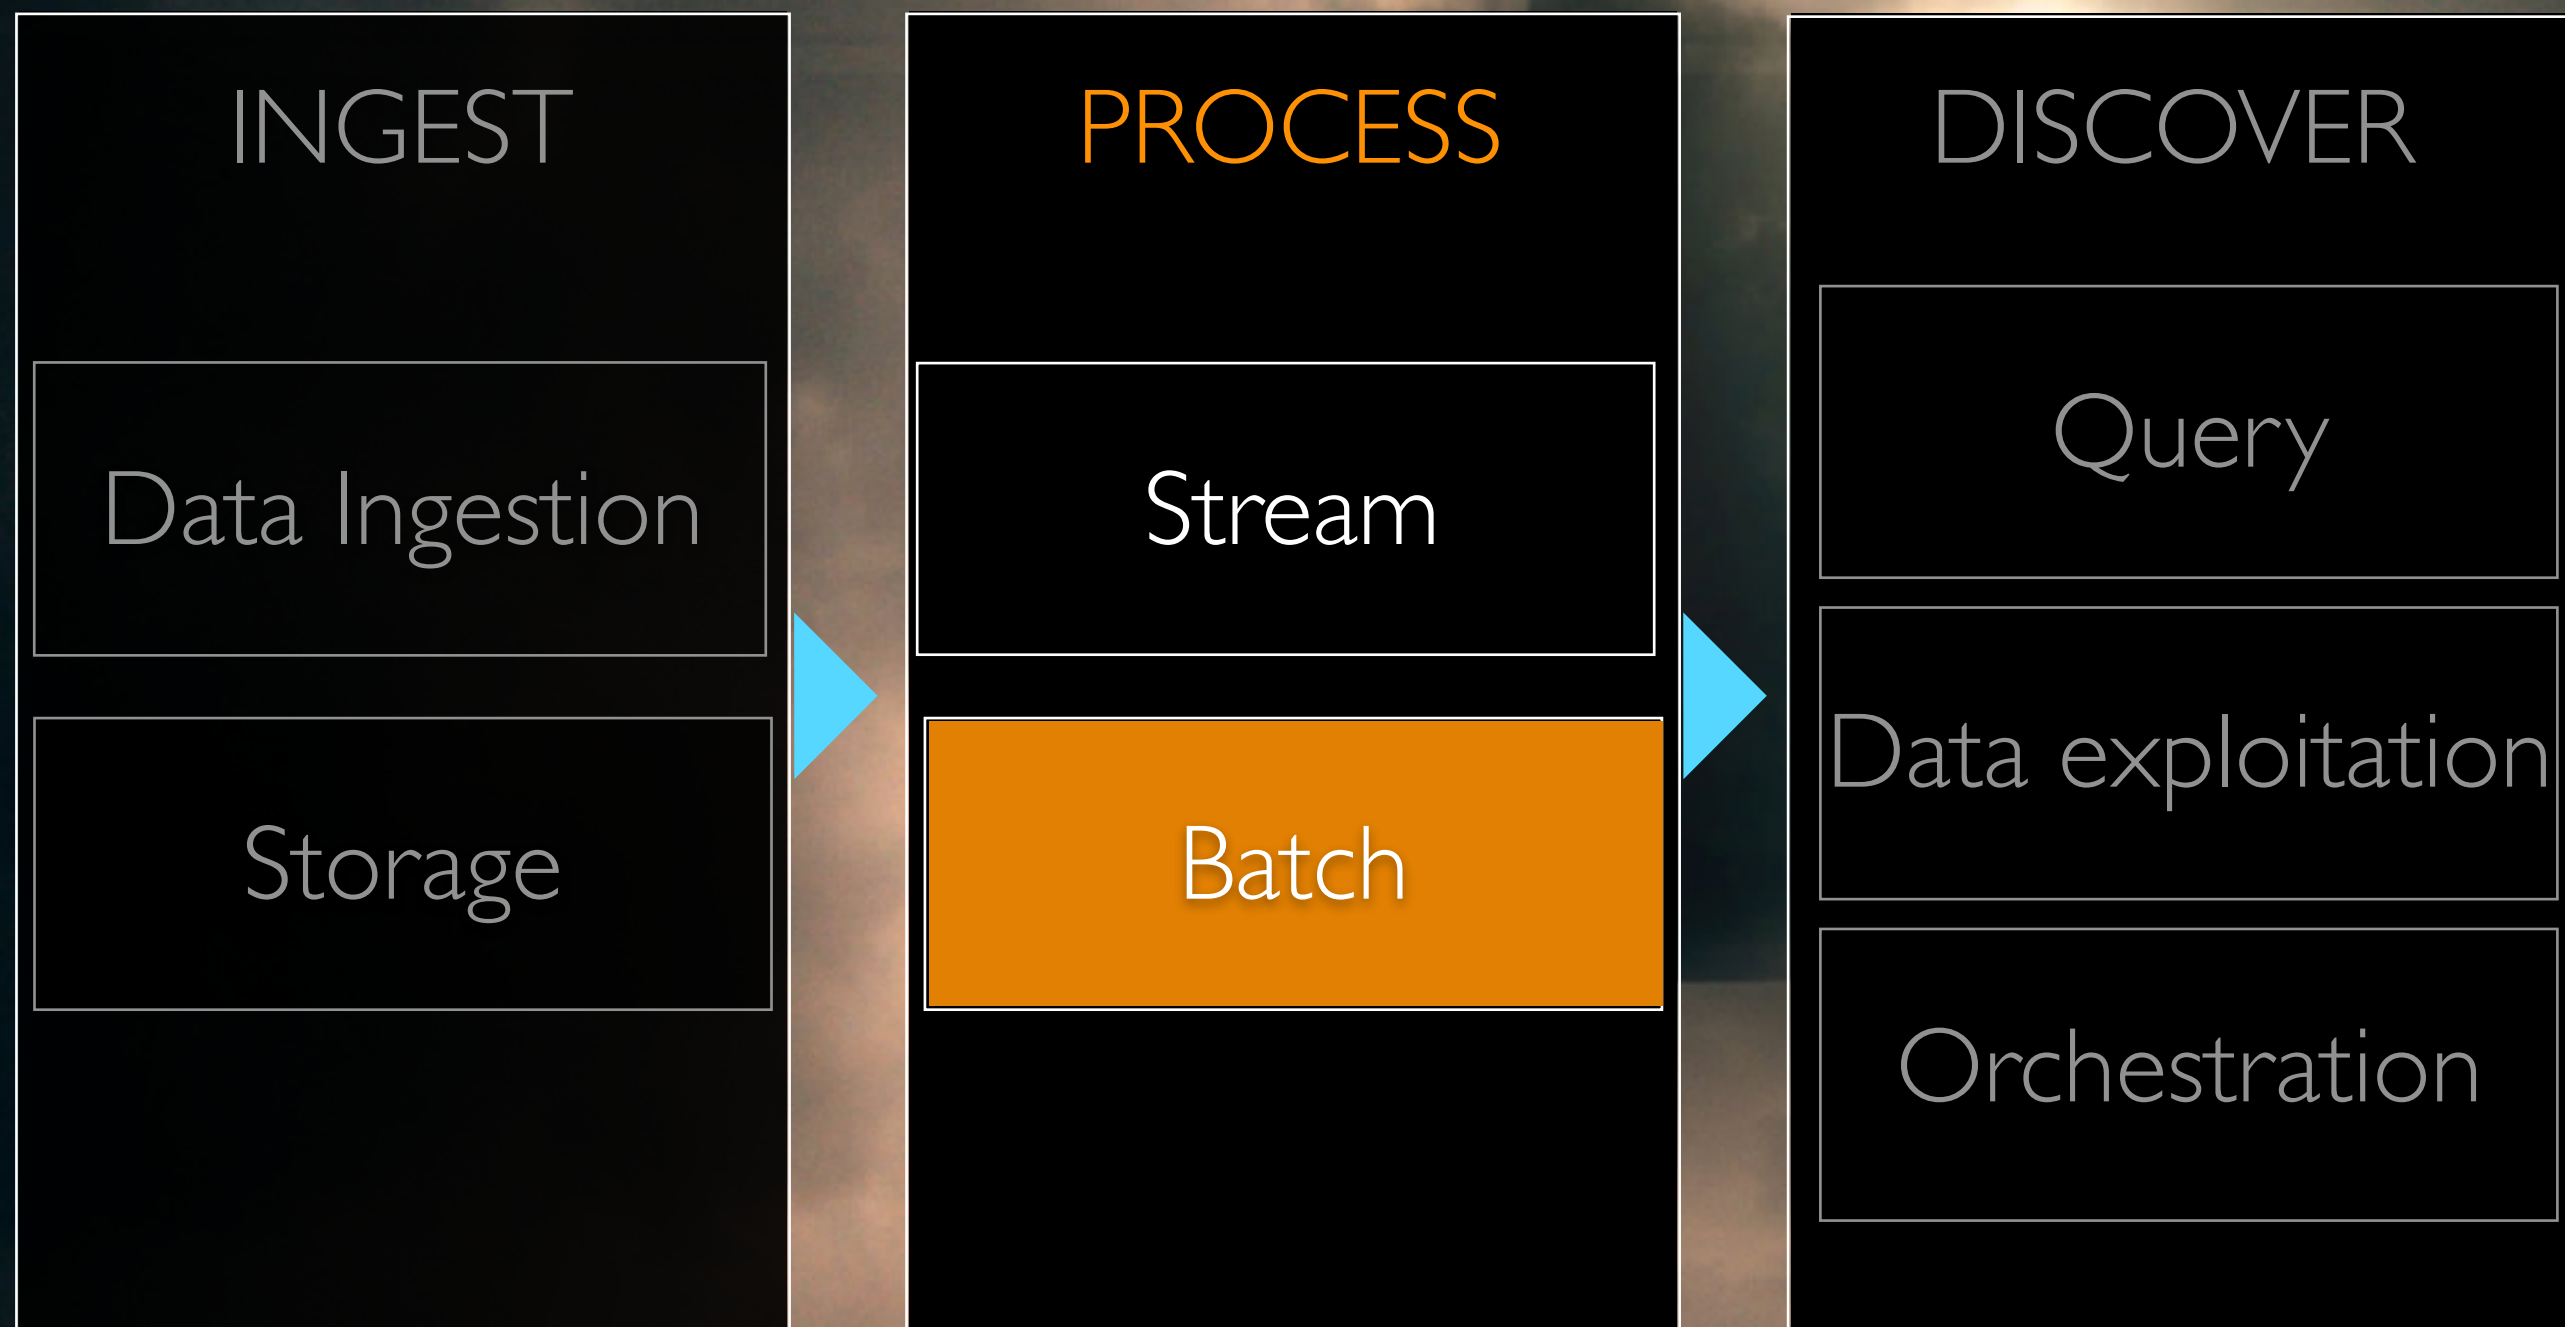 INGEST
Data Ingestion
Storage
PROCESS
Stream
Batch
DISCOVER
Query
Data exploitation
Orchestration